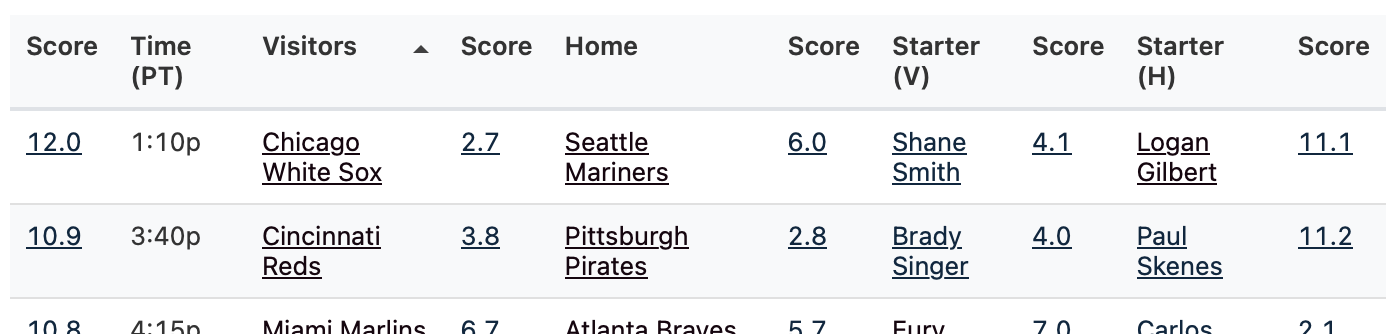 Score Time (PT) Visitors ▲ Score Home Score Starter (V) Score Starter (H) Score
12.0 1:10p Chicago White Sox 2.7 Seattle Mariners 6.0 Shane Smith 4.1 Logan Gilbert 11.1
10.9 3:40p Cincinnati Reds 3.8 Pittsburgh Pirates 2.8 Brady Singer 4.0 Paul Skenes 11.2
10.8 4:15p Miami Marlins 6.7 Atlanta Braves 5.7 Eury 7.0 Carlos 2.1